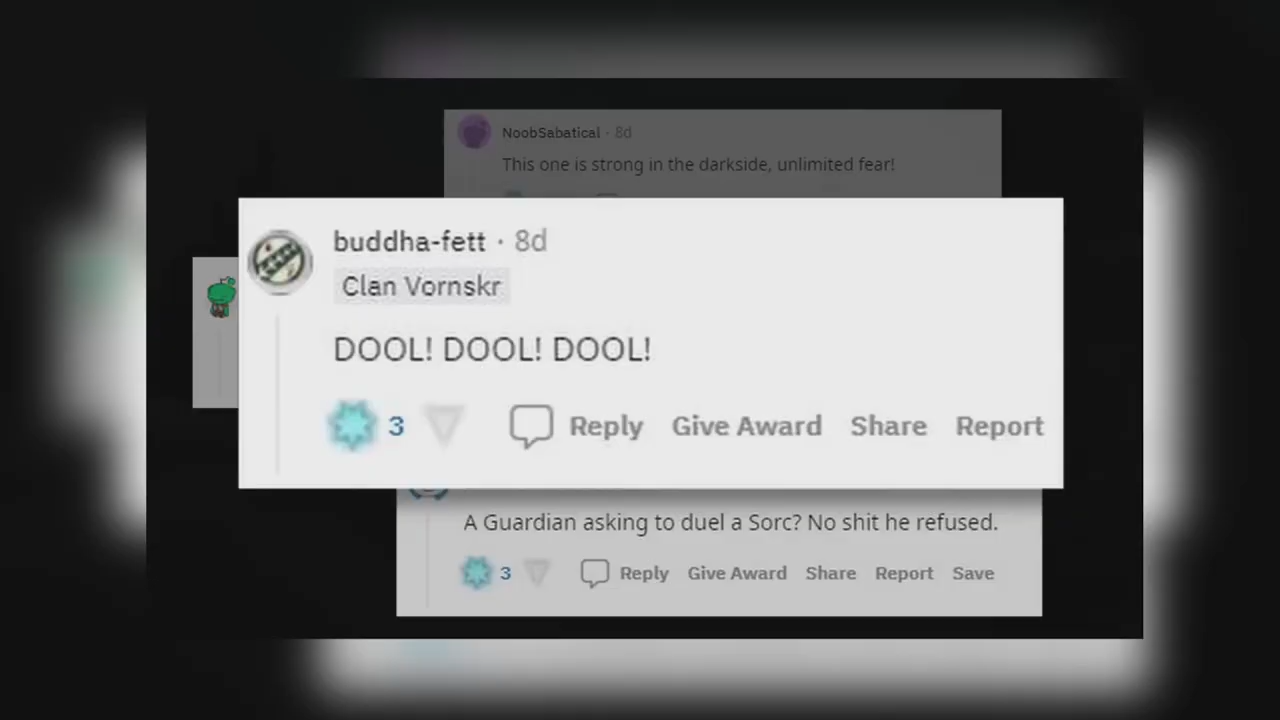 NoobSabatical · 8d
This one is strong in the darkside, unlimited fear!
buddha-fett · 8d
Clan Vornskr
DOOL! DOOL! DOOL!
3 Reply Give Award Share Report
A Guardian asking to duel a Sorc? No shit he refused.
3 Reply Give Award Share Report Save